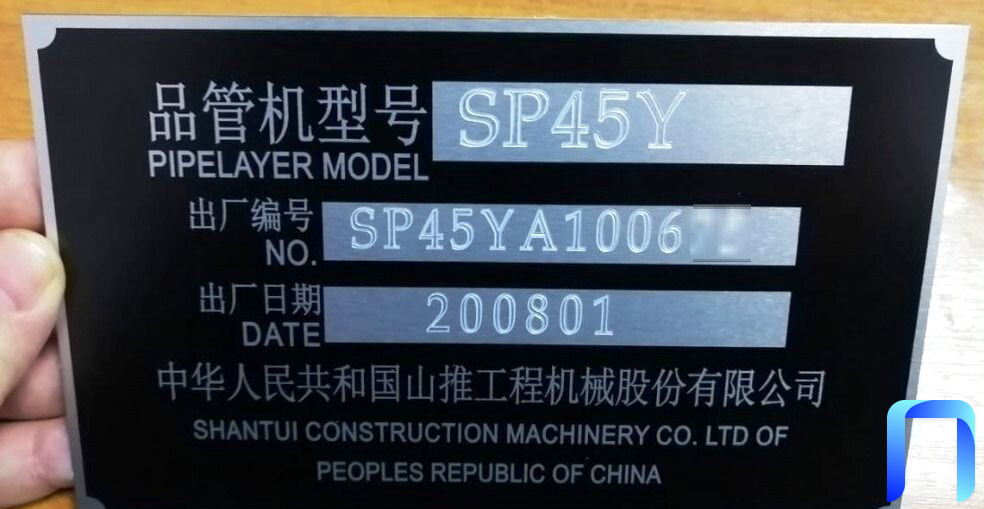 品管机型号 SP45Y
PIPELAYER MODEL
出厂编号 SP45YA1006
NO.
出厂日期 200801
DATE
中华人民共和国山推工程机械股份有限公司
SHANTUI CONSTRUCTION MACHINERY CO. LTD OF
PEOPLES REPUBLIC OF CHINA